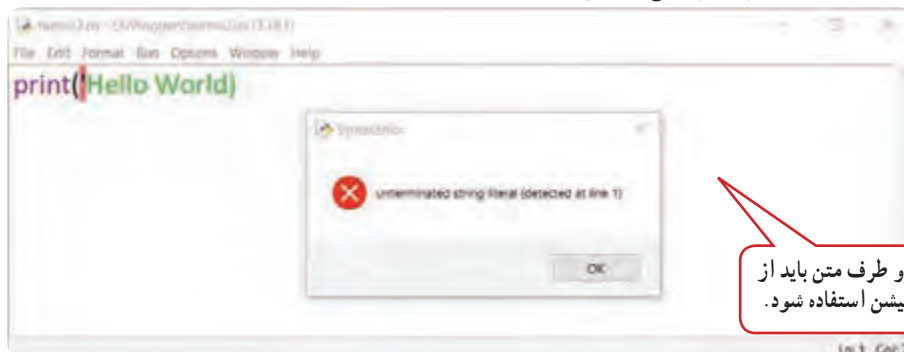 File Edit Format Run Options Window Help
print('Hello World)
SyntaxError
unterminated string literal (detected at line 1)
OK
و طرف متن باید از
یشن استفاده شود.